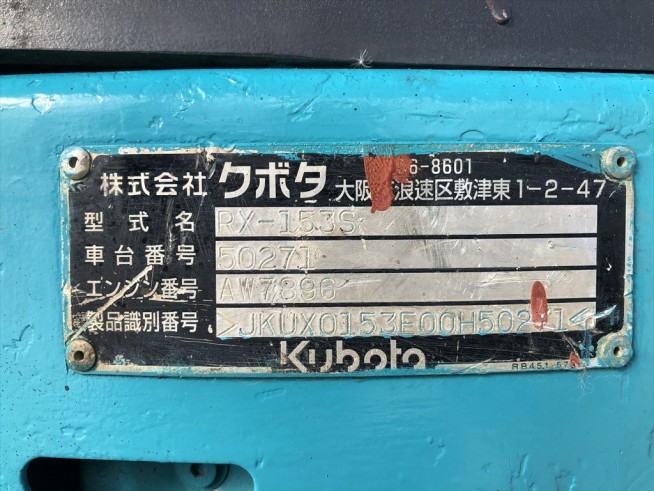 6-8601
株式会社 クボタ 大阪 浪速区敷津東1-2-47
型式名 RX-153S
車台番号 50271
エンジン番号 AW7896
製品識別番号 >JKUX0153E00H502 1<
Kubota